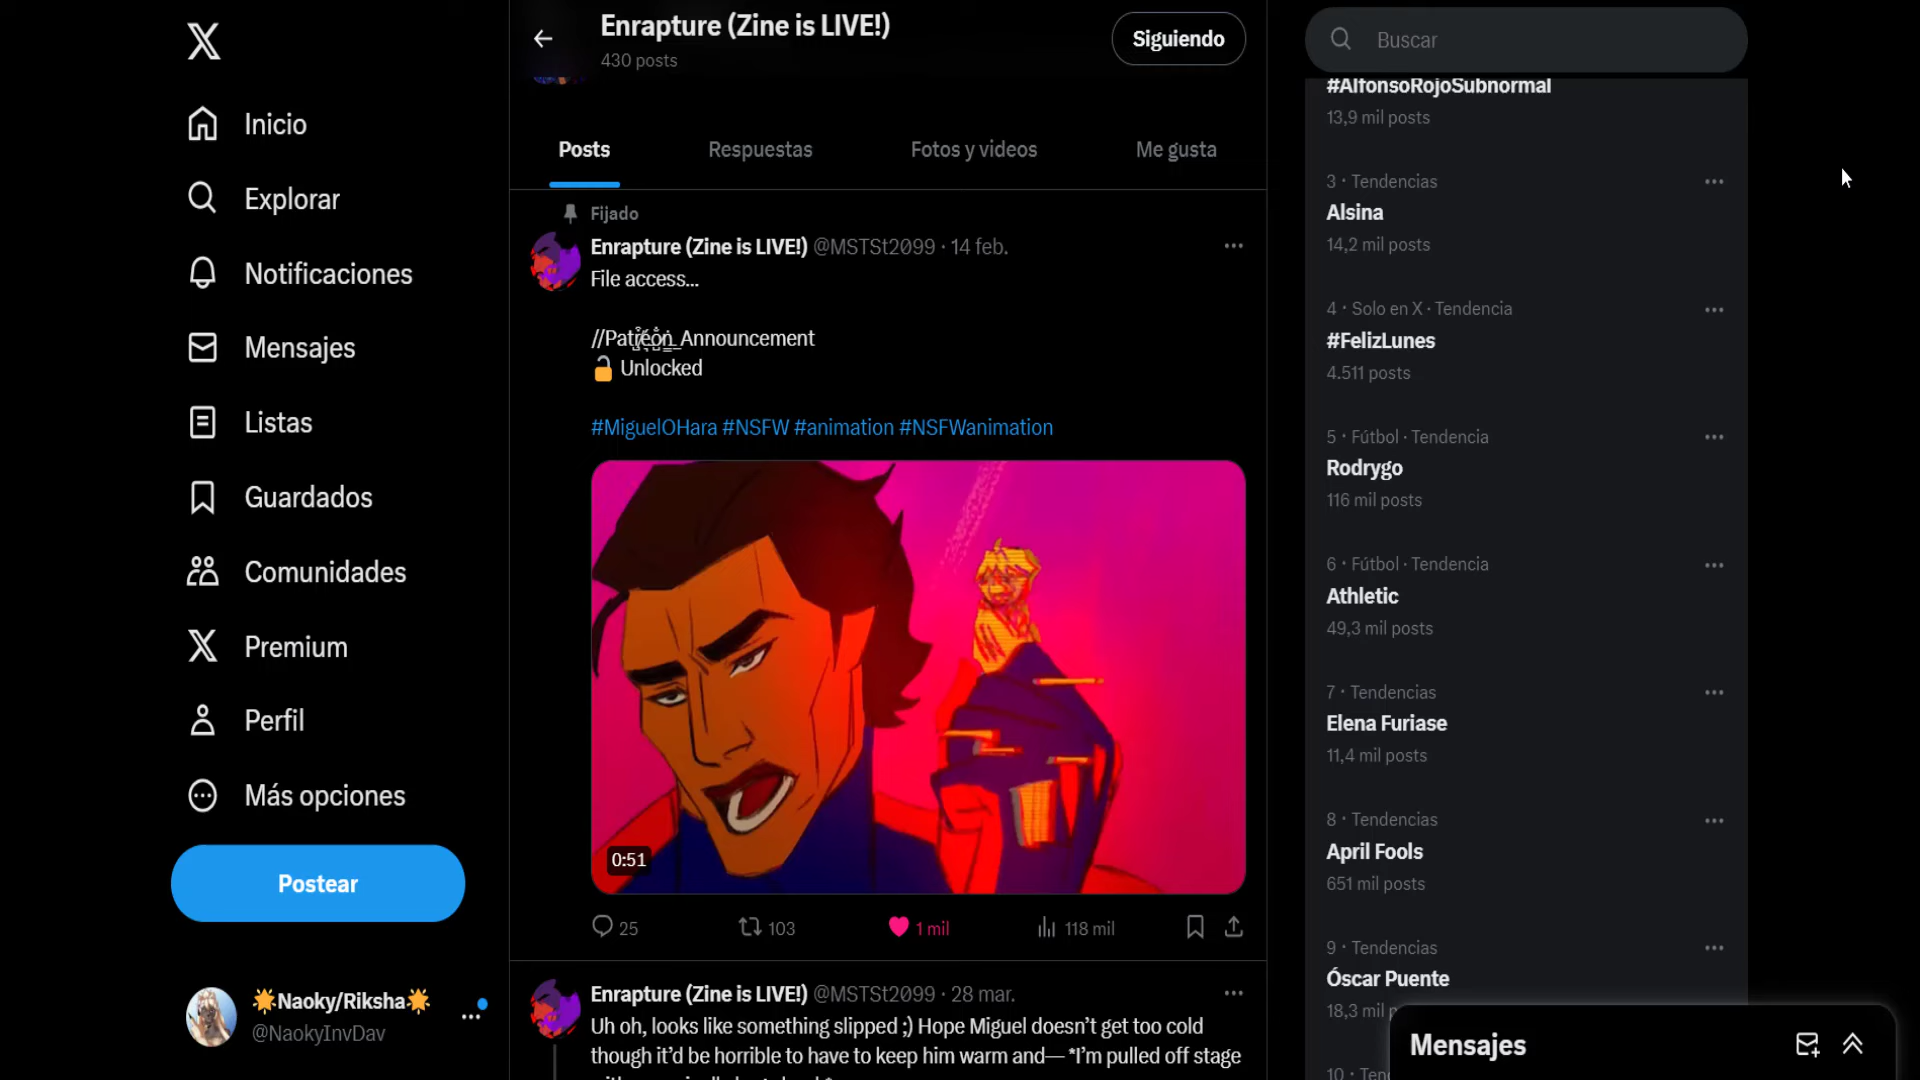 Inicio
Explorar
Notificaciones
Mensajes
Listas
Guardados
Comunidades
Premium
Perfil
Más opciones
Postear
🌟Naoky/Riksha🌟
@NaokyInvDav
Enrapture (Zine is LIVE!)
430 posts
Siguiendo
Posts
Respuestas
Fotos y videos
Me gusta
Fijado
Enrapture (Zine is LIVE!) @MSTSt2099 · 14 feb.
File access...
//Patreon_Announcement
🔓 Unlocked
#MiguelOHara #NSFW #animation #NSFWanimation
0:51
25
103
1 mil
118 mil
Enrapture (Zine is LIVE!) @MSTSt2099 · 28 mar.
Uh oh, looks like something slipped ;) Hope Miguel doesn't get too cold
though it'd be horrible to have to keep him warm and— *I'm pulled off stage
Buscar
#AlfonsoRojoSubnormal
13,9 mil posts
3 · Tendencias
Alsina
14,2 mil posts
4 · Solo en X · Tendencia
#FelizLunes
4.511 posts
5 · Fútbol · Tendencia
Rodrygo
116 mil posts
6 · Fútbol · Tendencia
Athletic
49,3 mil posts
7 · Tendencias
Elena Furiase
11,4 mil posts
8 · Tendencias
April Fools
651 mil posts
9 · Tendencias
Óscar Puente
18,3 mil
10
Mensajes